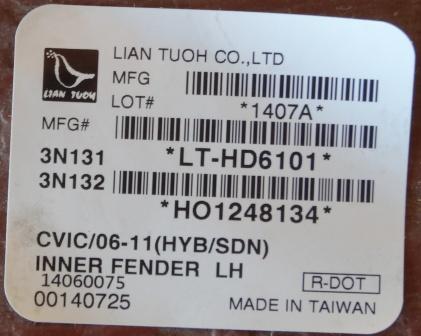 LIAN TUOH CO.,LTD
LIAN TUOH
MFG
LOT#
*1407A*
MFG#
3N131
*LT-HD6101*
3N132
*HO1248134*
CVIC/06-11(HYB/SDN)
INNER FENDER LH
14060075
R-DOT
00140725
MADE IN TAIWAN